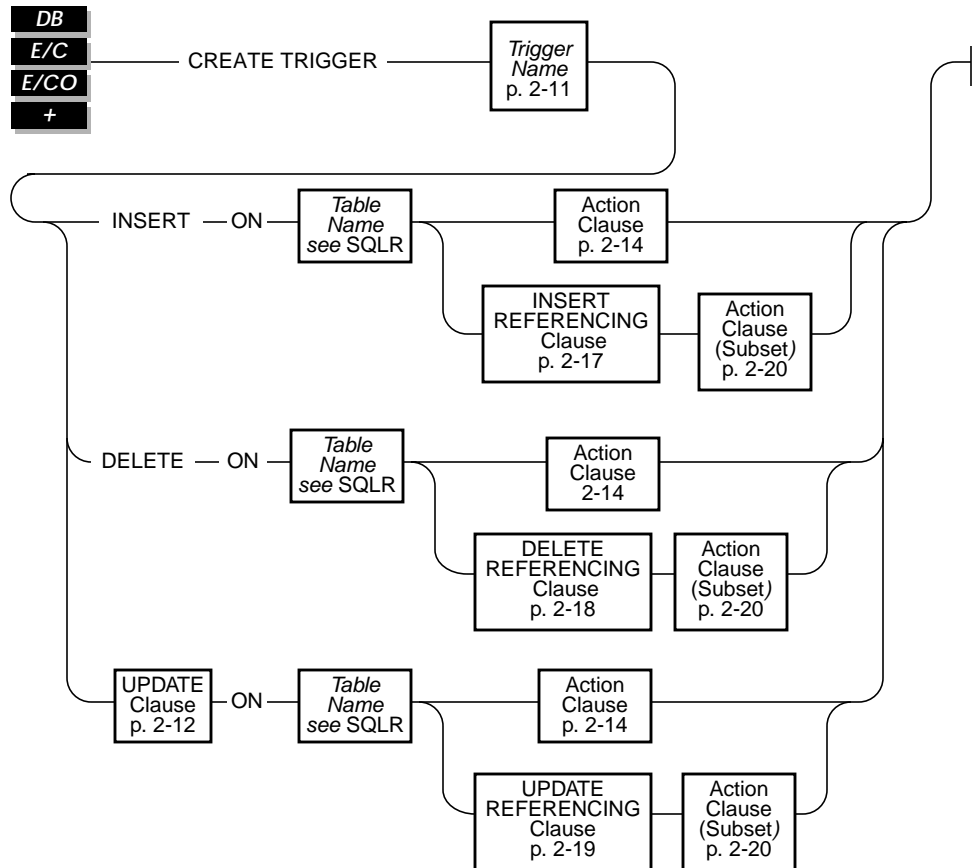 DB
E/C
E/CO
+
CREATE TRIGGER
Trigger
Name
p. 2-11
INSERT
ON
Table
Name
see SQLR
Action
Clause
p. 2-14
INSERT
REFERENCING
Clause
p. 2-17
Action
Clause
(Subset)
p. 2-20
DELETE
ON
Table
Name
see SQLR
Action
Clause
2-14
DELETE
REFERENCING
Clause
p. 2-18
Action
Clause
(Subset)
p. 2-20
UPDATE
Clause
p. 2-12
ON
Table
Name
see SQLR
Action
Clause
p. 2-14
UPDATE
REFERENCING
Clause
p. 2-19
Action
Clause
(Subset)
p. 2-20